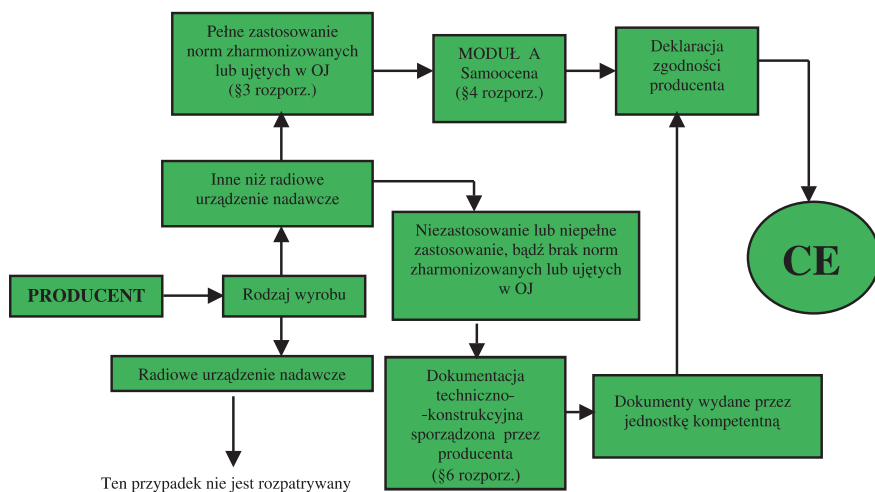 Pełne zastosowanie
norm zharmonizowanych
lub ujętych w OJ
(§3 rozporz.)
MODUŁ A
Samoocena
(§4 rozporz.)
Deklaracja
zgodności
producenta
Inne niż radiowe
urządzenie nadawcze
Niezastosowanie lub niepełne
zastosowanie, bądź brak norm
zharmonizowanych lub ujętych
w OJ
CE
PRODUCENT
Rodzaj wyrobu
Radiowe urządzenie nadawcze
Dokumentacja
techniczno-
-konstrukcyjna
sporządzona przez
producenta
(§6 rozporz.)
Dokumenty wydane przez
jednostkę kompetentną
Ten przypadek nie jest rozpatrywany